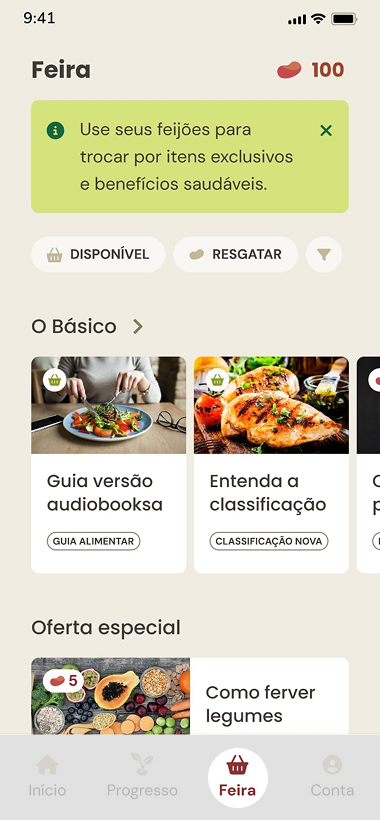 9:41
Feira
100
Use seus feijões para
trocar por itens exclusivos
e benefícios saudáveis.
DISPONÍVEL
RESGATAR
O Básico
Guia versão
audiobooksa
GUIA ALIMENTAR
Entenda a
classificação
CLASSIFICAÇÃO NOVA
Oferta especial
5
Como ferver
legumes
Início
Progresso
Feira
Conta